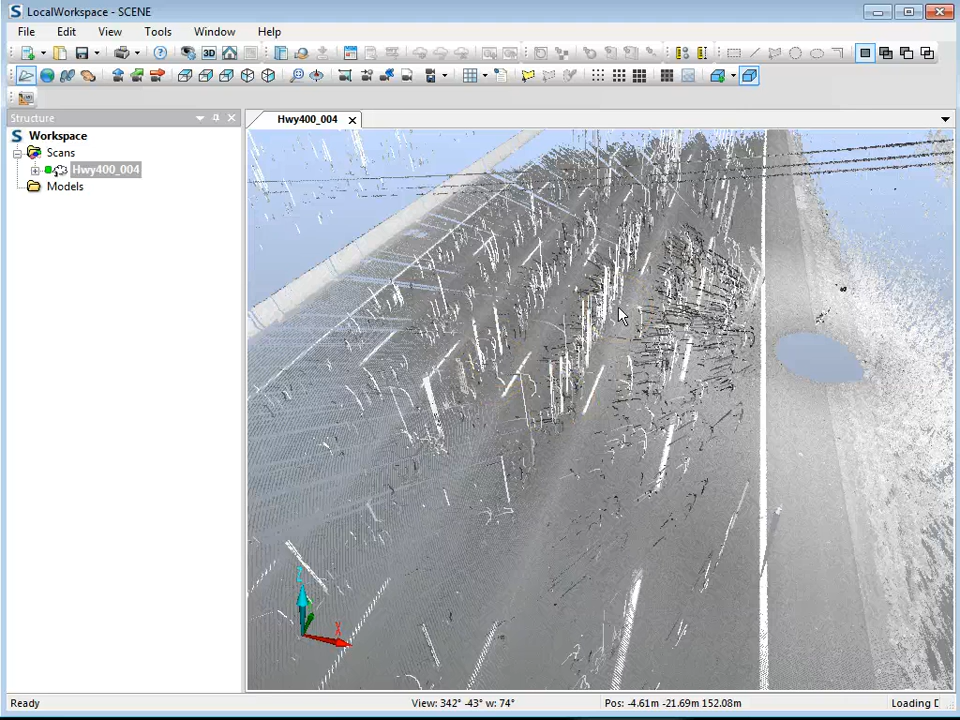 LocalWorkspace - SCENE
File Edit View Tools Window Help
3D
Structure
Hwy400_004
Workspace
Scans
Hwy400_004
Models
Z
X
Ready
View: 342° -43° w: 74°
Pos: -4.61m -21.69m 152.08m
Loading